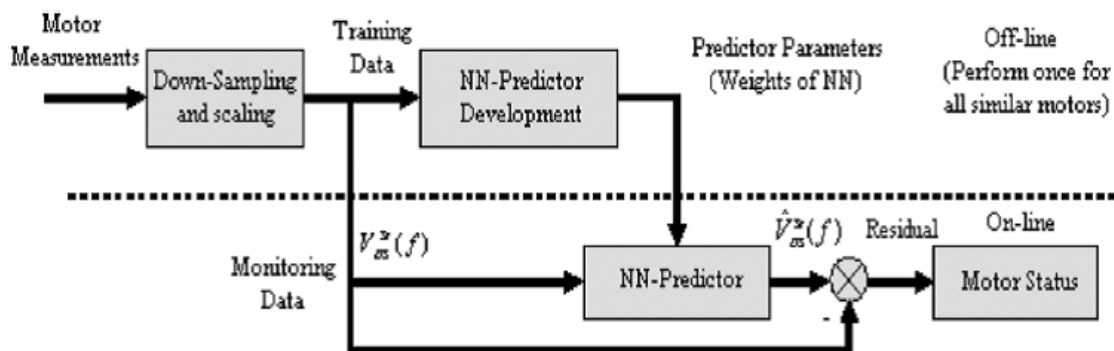 Motor
Measurements
Down-Sampling
and scaling
Training
Data
NN-Predictor
Development
Predictor Parameters
(Weights of NN)
Off-line
(Perform once for
all similar motors)
Monitoring
Data
NN-Predictor
Residual
On-line
Motor Status
-